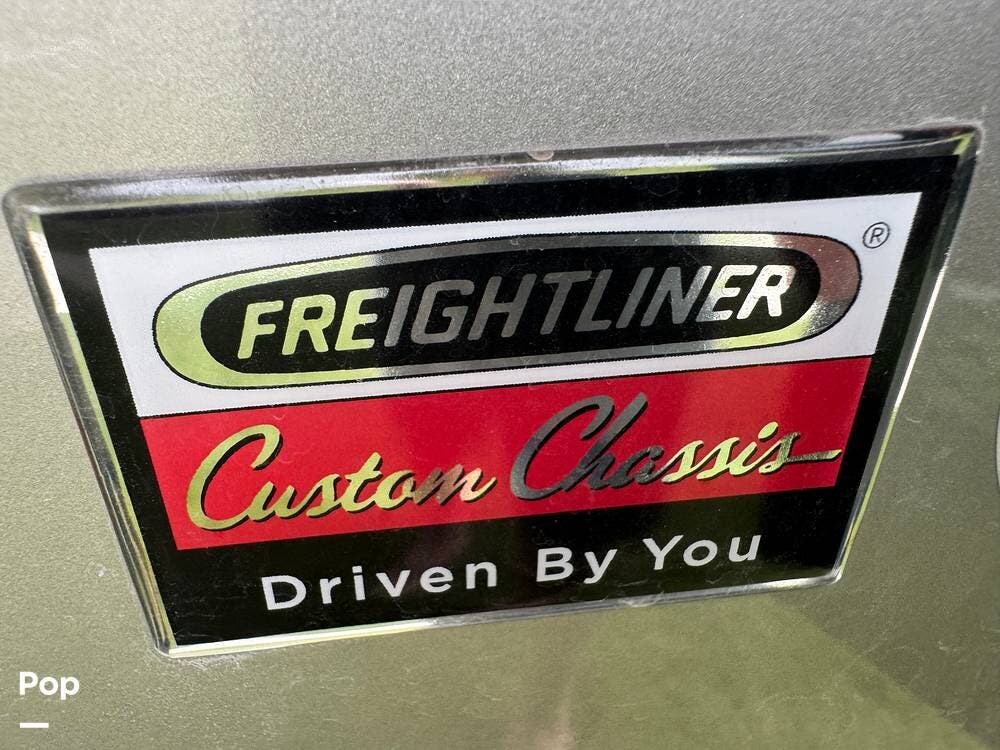 FREIGHTLINER ®
Custom Chassis
Driven By You
Pop